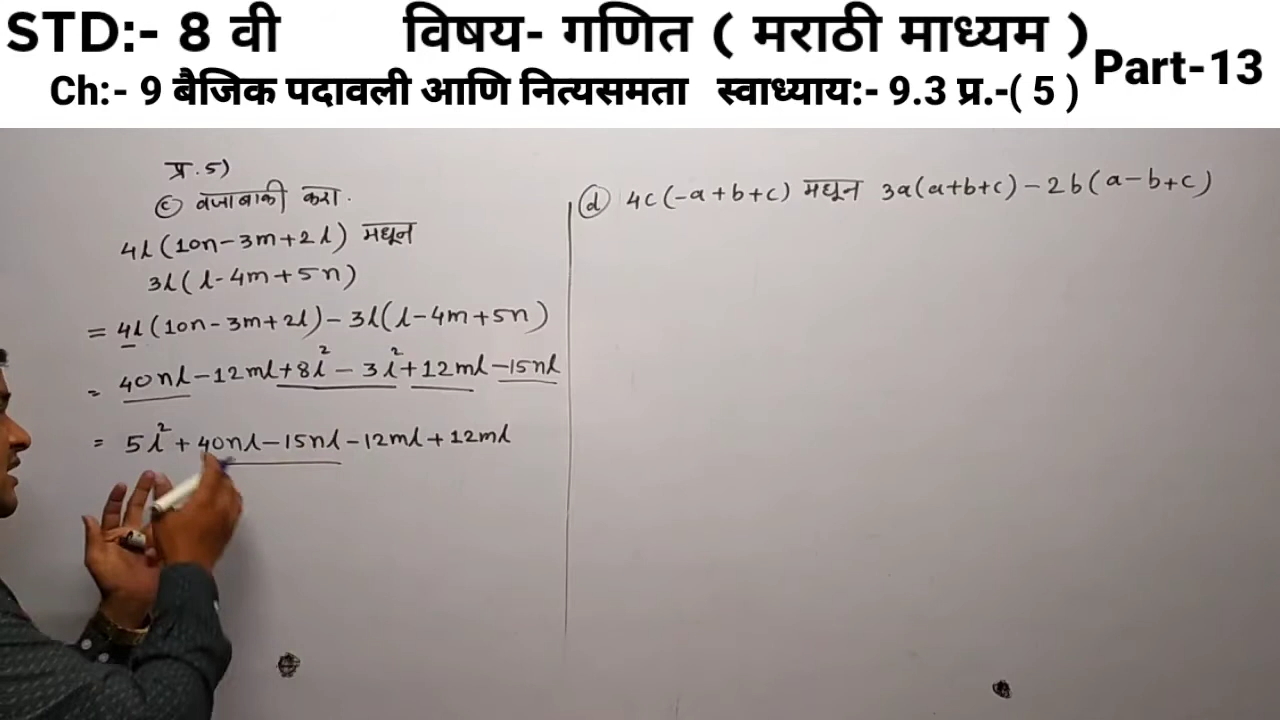 STD:- 8 वी विषय- गणित ( मराठी माध्यम )
Part-13
Ch:- 9 बैजिक पदावली आणि नित्यसमता स्वाध्याय:- 9.3 प्र.-( 5 )
प्र.5)
ⓒ वजाबाकी करा.
4l(10n-3m+2l) मधून
3l(l-4m+5n)
= 4l(10n-3m+2l)-3l(l-4m+5n)
= 40nl-12ml+8l²-3l²+12ml-15nl
= 5l²+40nl-15nl-12ml+12ml
ⓓ 4c(-a+b+c) मधून 3a(a+b+c)-2b(a-b+c)